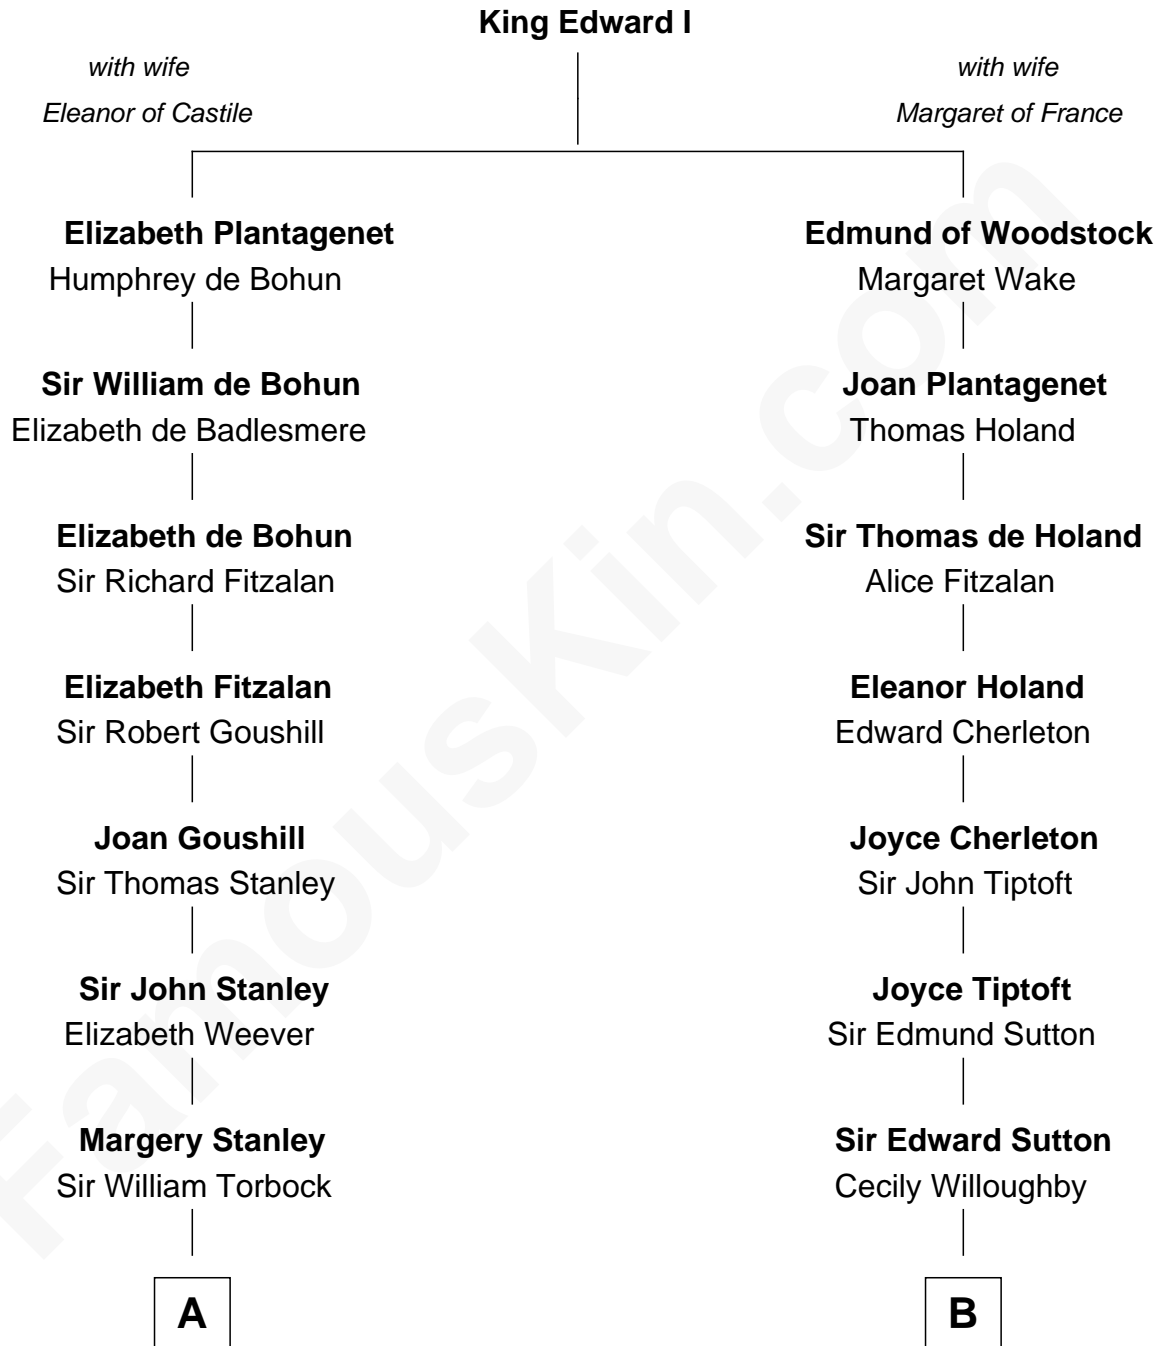 King Edward I
with wife
Eleanor of Castile
with wife
Margaret of France
Elizabeth Plantagenet
Humphrey de Bohun
Edmund of Woodstock
Margaret Wake
Sir William de Bohun
Elizabeth de Badlesmere
Joan Plantagenet
Thomas Holand
Elizabeth de Bohun
Sir Richard Fitzalan
Sir Thomas de Holand
Alice Fitzalan
Elizabeth Fitzalan
Sir Robert Goushill
Eleanor Holand
Edward Cherleton
Joan Goushill
Sir Thomas Stanley
Joyce Cherleton
Sir John Tiptoft
Sir John Stanley
Elizabeth Weever
Joyce Tiptoft
Sir Edmund Sutton
Margery Stanley
Sir William Torbock
Sir Edward Sutton
Cecily Willoughby
A
B
FamousKin.com